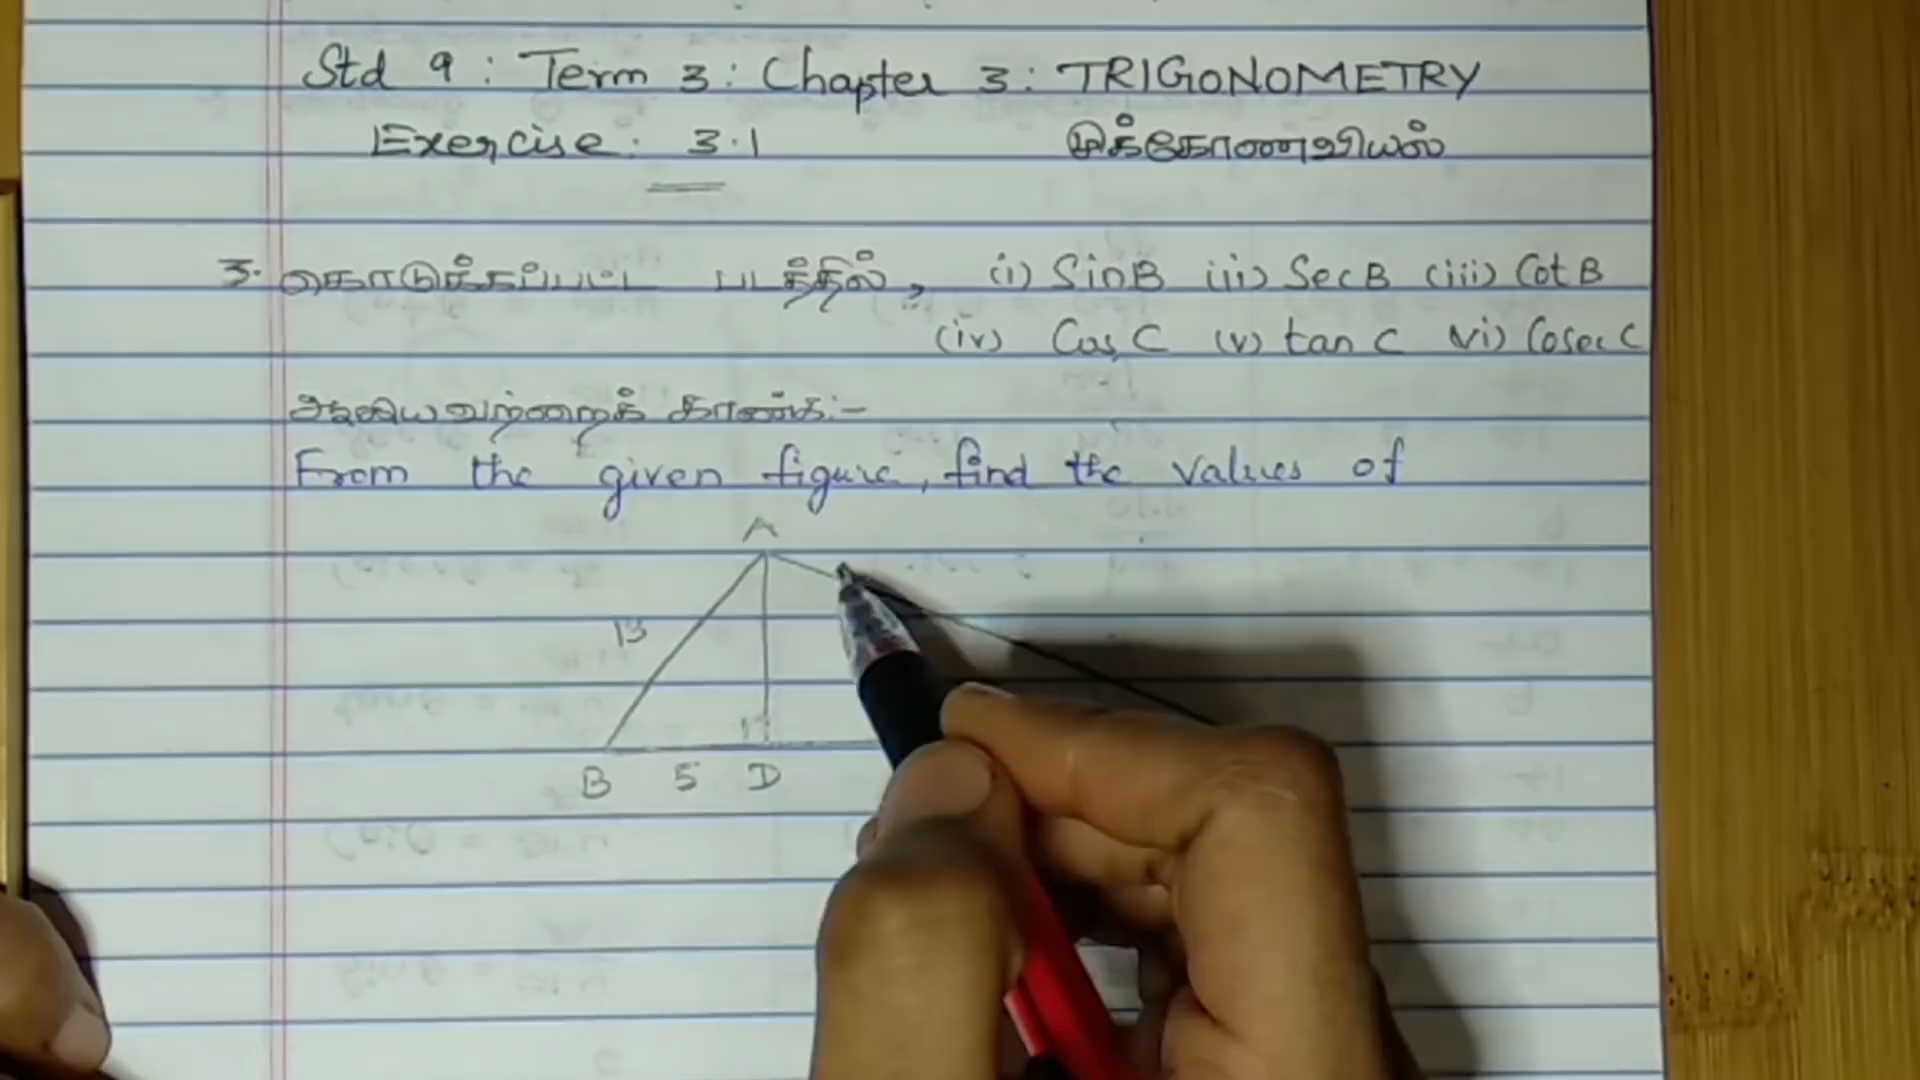 Std 9 : Term 3 : Chapter 3 : TRIGONOMETRY
Exercise : 3.1 முக்கோணவியல்
3. கொடுக்கப்பட்ட படத்தில், (i) SinB (ii) SecB (iii) CotB
(iv) Cos C (v) tan C vi) Cosec C
ஆகியவற்றைக் காண்க:-
From the given figure, find the values of
A
13
B 5 D